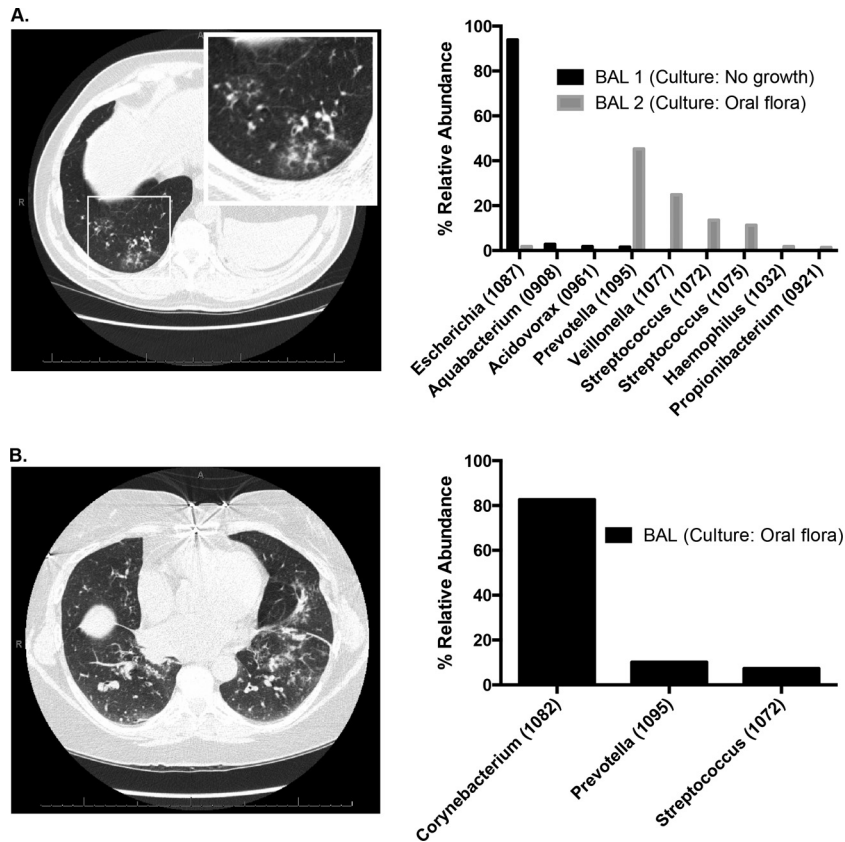 A.
A
R
% Relative Abundance
100
80
60
40
20
0
BAL 1 (Culture: No growth)
BAL 2 (Culture: Oral flora)
Escherichia (1087)
Aquabacterium (0908)
Acidovorax (0961)
Prevotella (1095)
Veillonella (1077)
Streptococcus (1072)
Streptococcus (1075)
Haemophilus (1032)
Propionibacterium (0921)
B.
A
R
% Relative Abundance
100
80
60
40
20
0
BAL (Culture: Oral flora)
Corynebacterium (1082)
Prevotella (1095)
Streptococcus (1072)